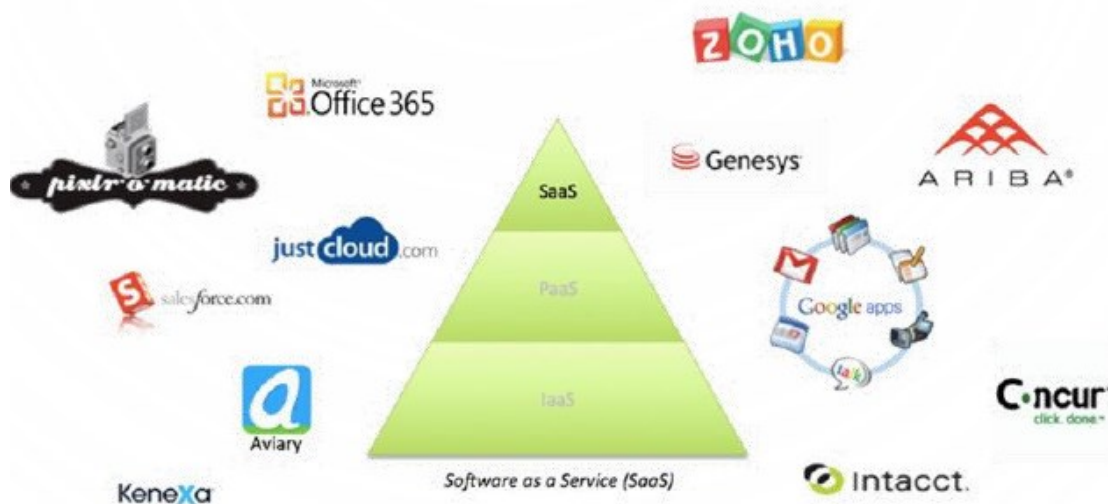 ZOHO
Microsoft®
Office 365
Genesys
ARIBA®
pixlr-o-matic
SaaS
justcloud.com
PaaS
Google apps
S
salesforce.com
talk
a
Aviary
IaaS
Concur
click. done.™
Software as a Service (SaaS)
Intacct.
Kenexa